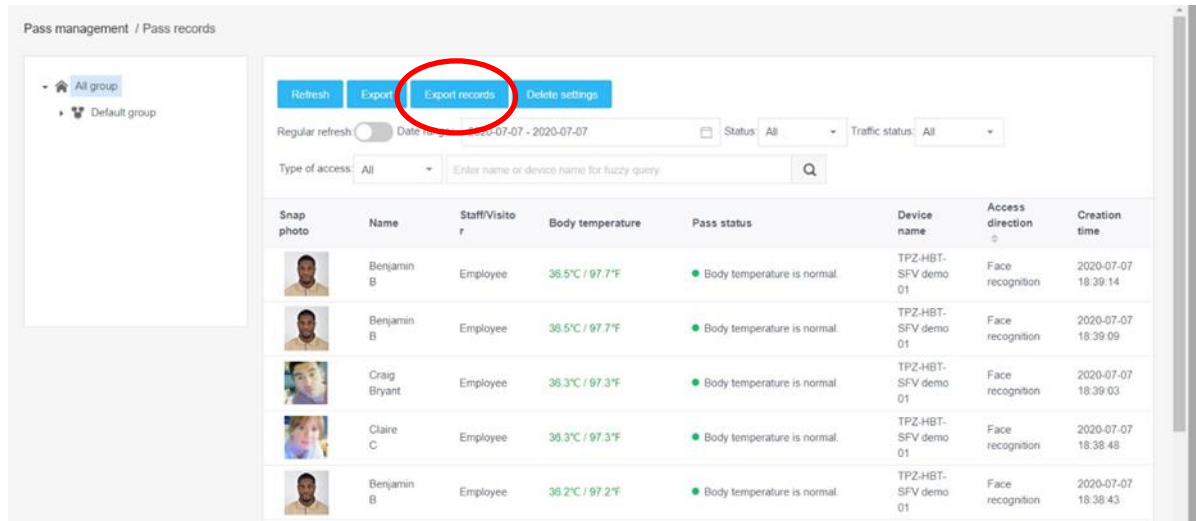 Pass management / Pass records
All group
Default group
Refresh Export Export records Delete settings
Regular refresh: Date range: 2020-07-07 - 2020-07-07 Status: All Traffic status: All
Type of access: All Enter name or device name for fuzzy query
Snap photo Name Staff/Visitor Body temperature Pass status Device name Access direction Creation time
Benjamin B Employee 36.5°C / 97.7°F Body temperature is normal. TPZ-HBT-SFV demo 01 Face recognition 2020-07-07 18:39:14
Benjamin B Employee 36.5°C / 97.7°F Body temperature is normal. TPZ-HBT-SFV demo 01 Face recognition 2020-07-07 18:39:09
Craig Bryant Employee 36.3°C / 97.3°F Body temperature is normal. TPZ-HBT-SFV demo 01 Face recognition 2020-07-07 18:39:03
Claire C Employee 36.3°C / 97.3°F Body temperature is normal. TPZ-HBT-SFV demo 01 Face recognition 2020-07-07 18:38:48
Benjamin B Employee 36.2°C / 97.2°F Body temperature is normal. TPZ-HBT-SFV demo 01 Face recognition 2020-07-07 18:38:43